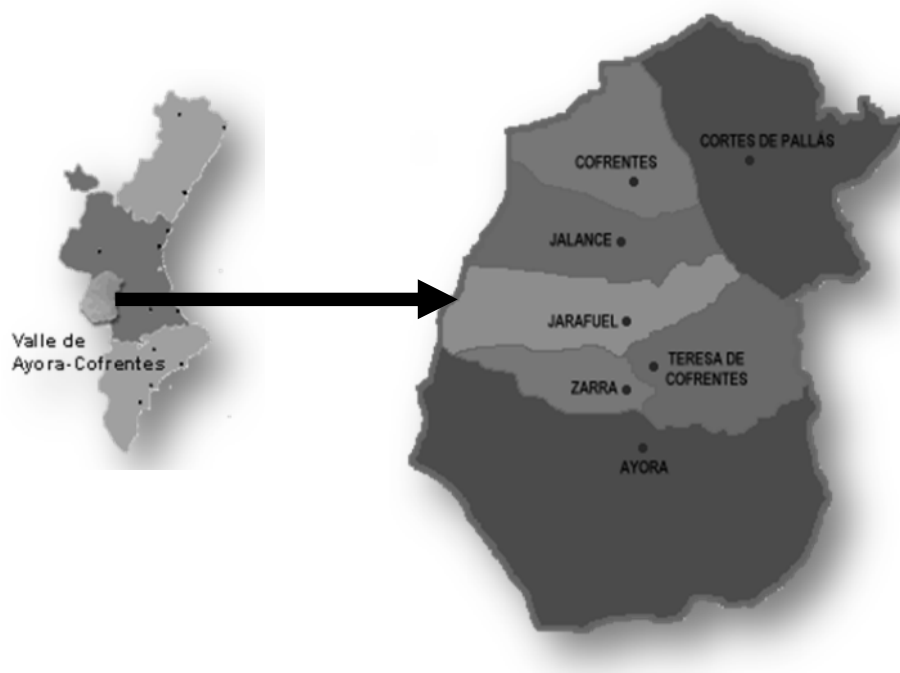 Valle de
Ayora-Cofrentes
CORTES DE PALLÁS
COFRENTES
JALANCE
JARAFUEL
TERESA DE
COFRENTES
ZARRA
AYORA